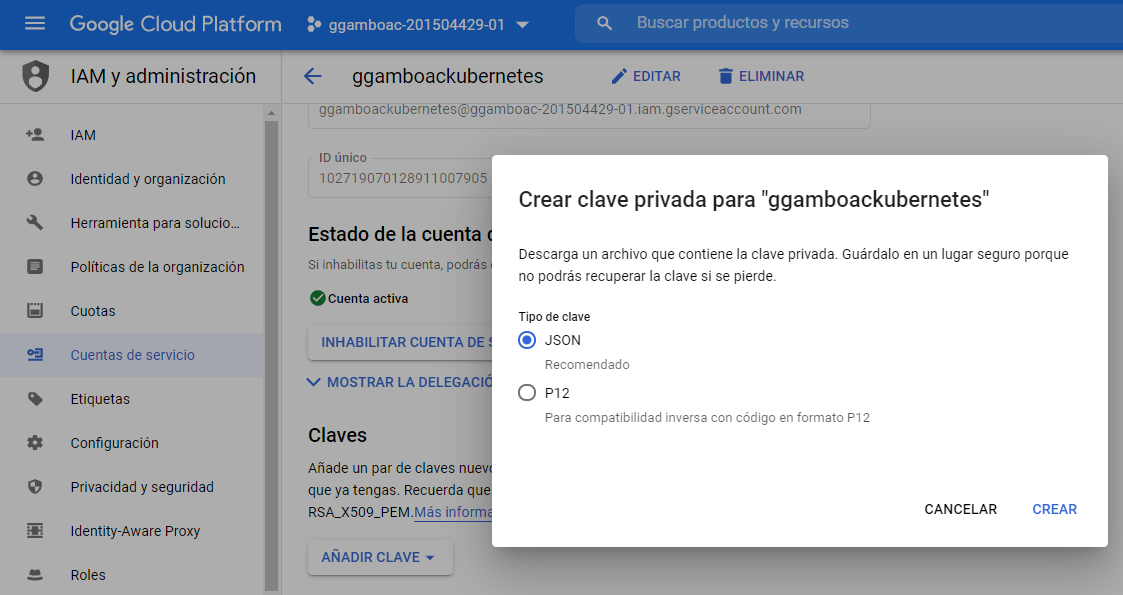 Google Cloud Platform
ggamboac-201504429-01
Buscar productos y recursos
IAM y administración
ggamboackubernetes
EDITAR
ELIMINAR
IAM
Identidad y organización
Herramienta para solucio...
Políticas de la organización
Cuotas
Cuentas de servicio
Etiquetas
Configuración
Privacidad y seguridad
Identity-Aware Proxy
Roles
ggamboackubernetes@ggamboac-201504429-01.iam.gserviceaccount.com
ID único
102719070128911007905
Estado de la cuenta
Si inhabilitas tu cuenta, podrás
Cuenta activa
INHABILITAR CUENTA DE
MOSTRAR LA DELEGACIÓ
Claves
Añade un par de claves nuevo
que ya tengas. Recuerda que
RSA_X509_PEM.Más informa
AÑADIR CLAVE
Crear clave privada para "ggamboackubernetes"
Descarga un archivo que contiene la clave privada. Guárdalo en un lugar seguro porque
no podrás recuperar la clave si se pierde.
Tipo de clave
JSON
Recomendado
P12
Para compatibilidad inversa con código en formato P12
CANCELAR
CREAR